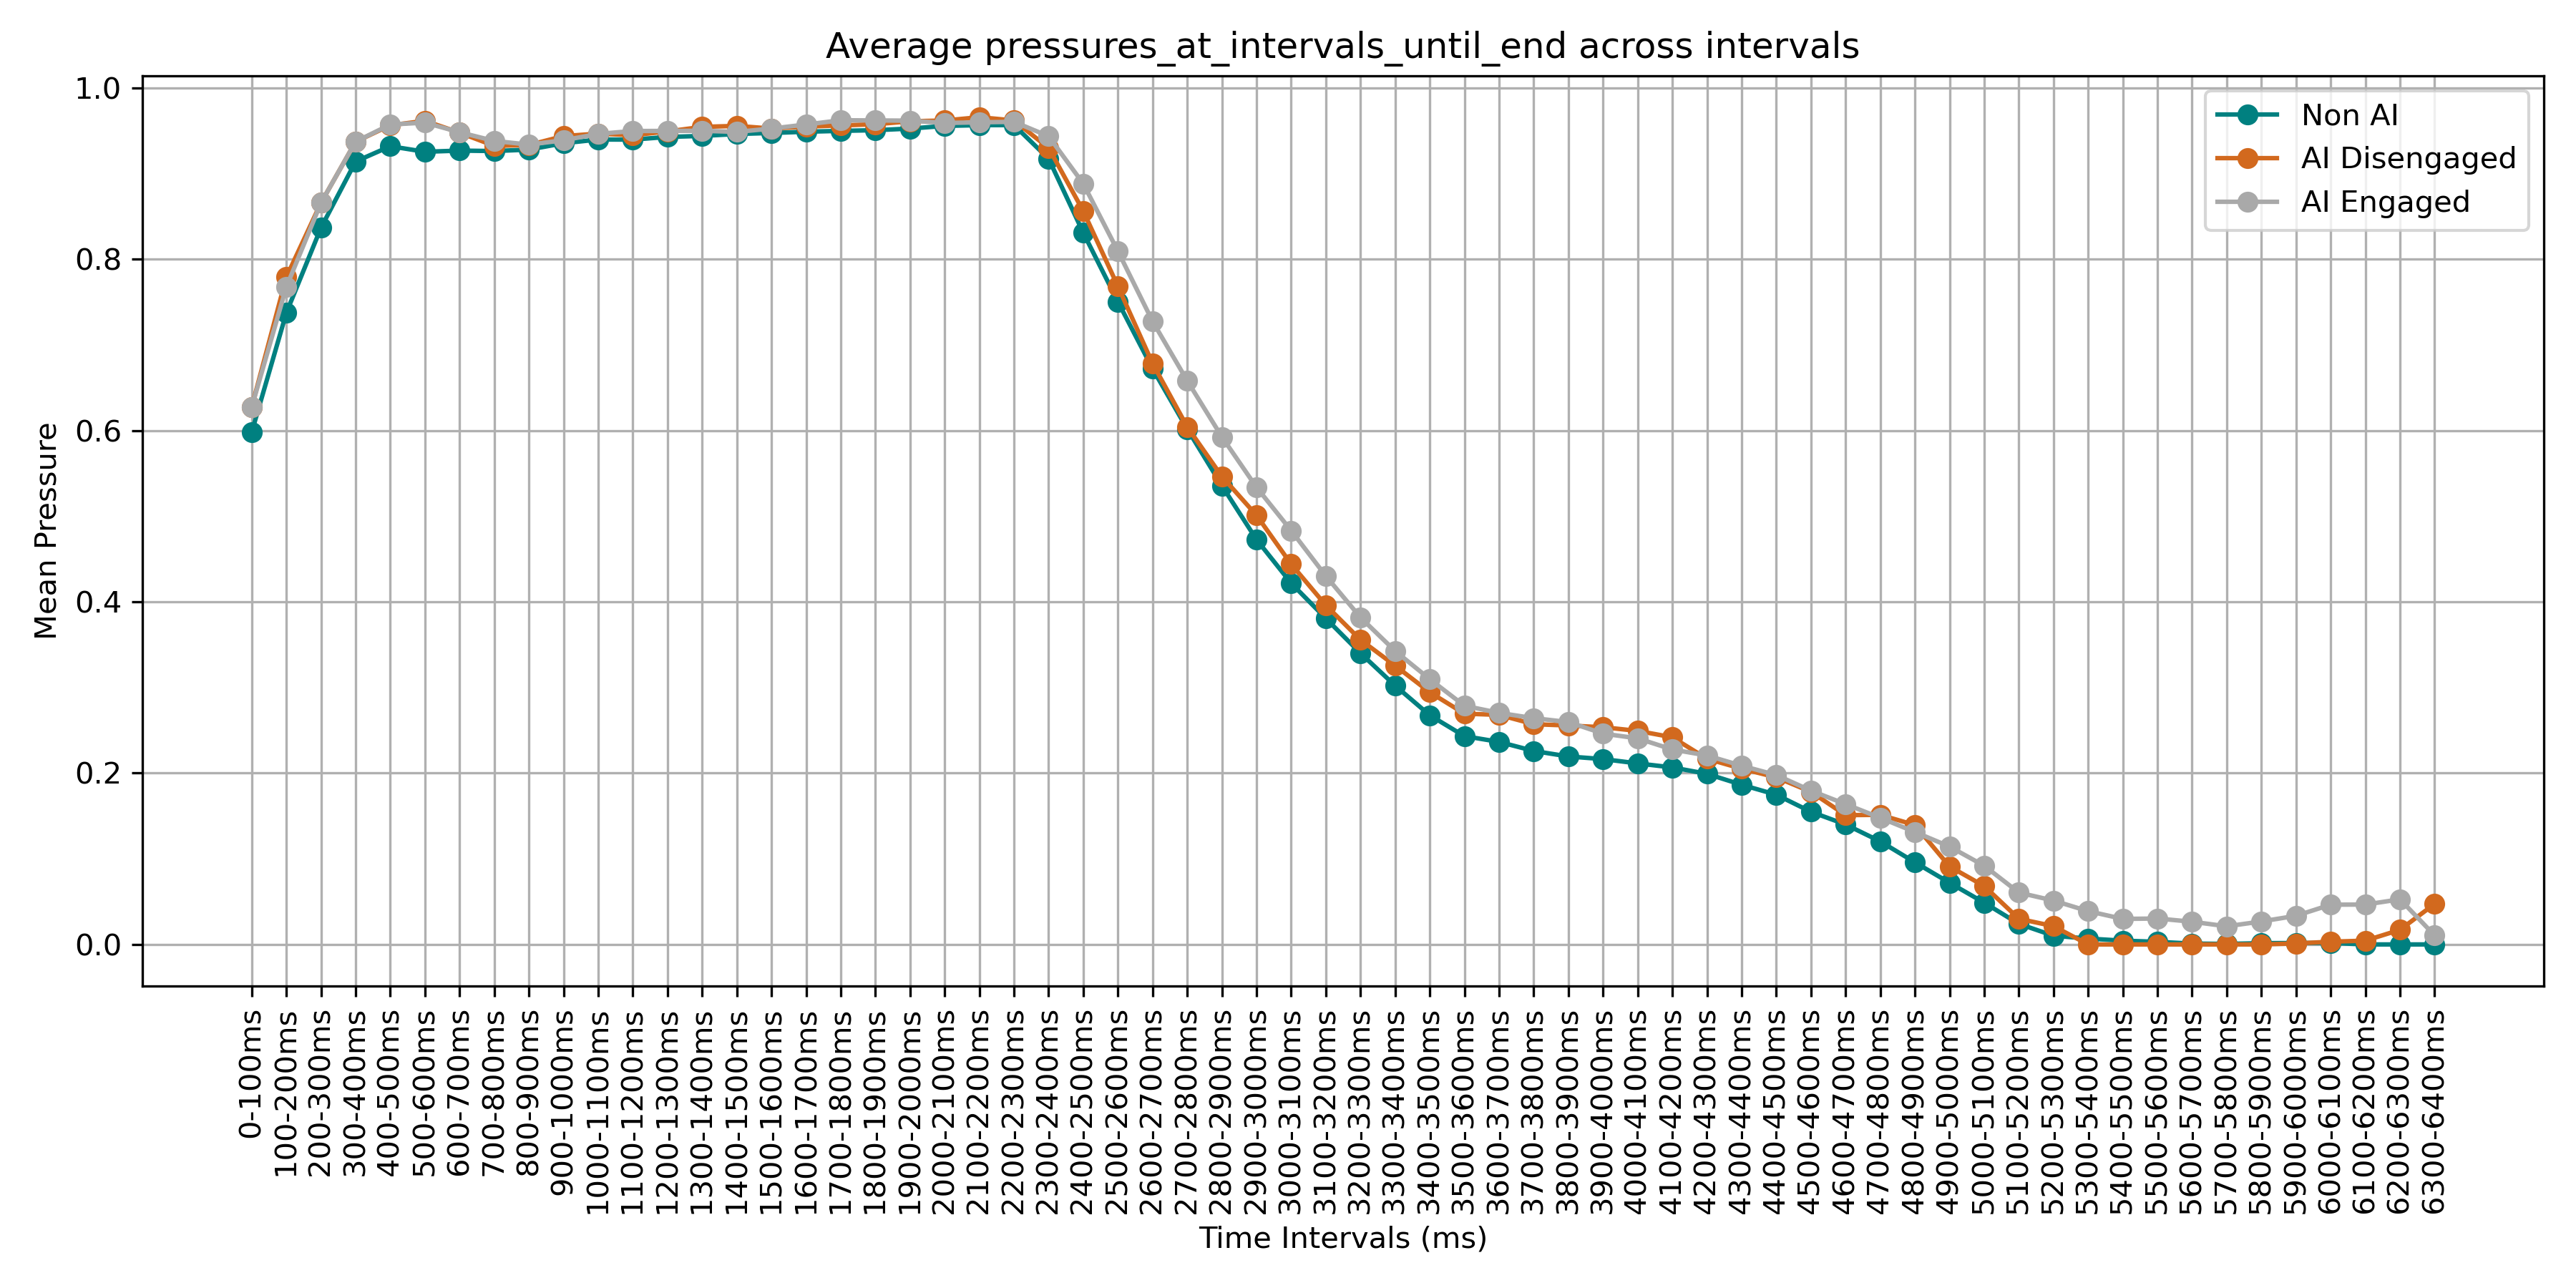 Average pressures_at_intervals_until_end across intervals
Non AI
AI Disengaged
AI Engaged
Mean Pressure
1.0
0.8
0.6
0.4
0.2
0.0
0-100ms
100-200ms
200-300ms
300-400ms
400-500ms
500-600ms
600-700ms
700-800ms
800-900ms
900-1000ms
1000-1100ms
1100-1200ms
1200-1300ms
1300-1400ms
1400-1500ms
1500-1600ms
1600-1700ms
1700-1800ms
1800-1900ms
1900-2000ms
2000-2100ms
2100-2200ms
2200-2300ms
2300-2400ms
2400-2500ms
2500-2600ms
2600-2700ms
2700-2800ms
2800-2900ms
2900-3000ms
3000-3100ms
3100-3200ms
3200-3300ms
3300-3400ms
3400-3500ms
3500-3600ms
3600-3700ms
3700-3800ms
3800-3900ms
3900-4000ms
4000-4100ms
4100-4200ms
4200-4300ms
4300-4400ms
4400-4500ms
4500-4600ms
4600-4700ms
4700-4800ms
4800-4900ms
4900-5000ms
5000-5100ms
5100-5200ms
5200-5300ms
5300-5400ms
5400-5500ms
5500-5600ms
5600-5700ms
5700-5800ms
5800-5900ms
5900-6000ms
6000-6100ms
6100-6200ms
6200-6300ms
6300-6400ms
Time Intervals (ms)